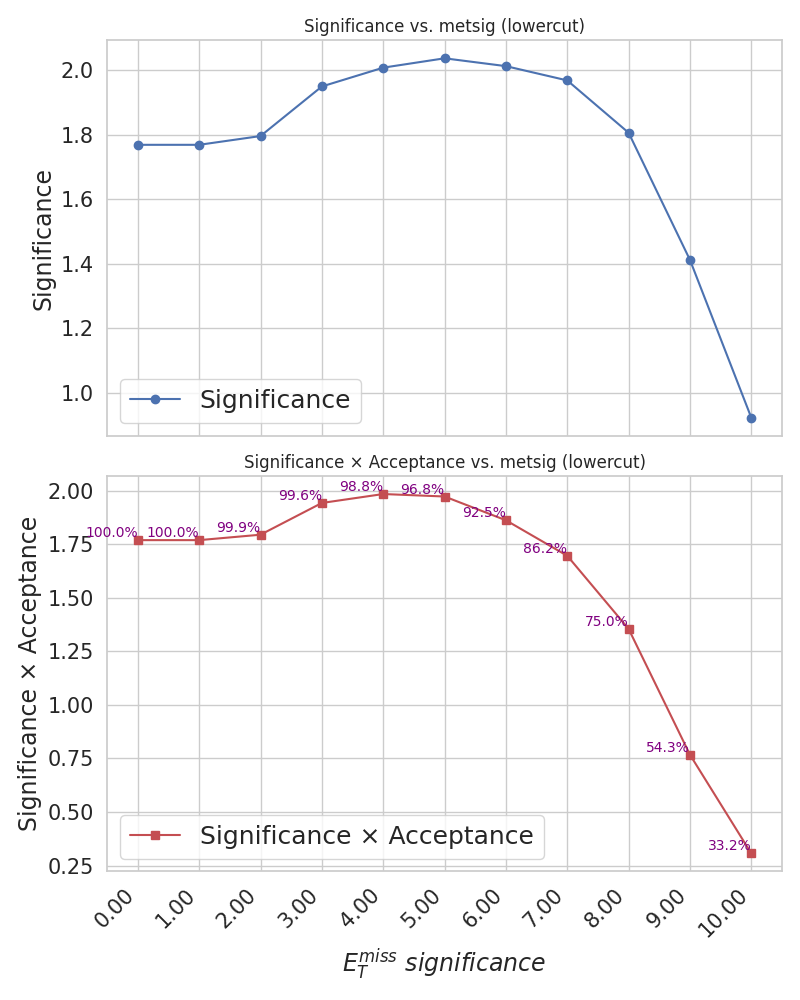 Significance vs. metsig (lowercut)
Significance
2.0
1.8
1.6
1.4
1.2
1.0
Significance
Significance × Acceptance vs. metsig (lowercut)
Significance × Acceptance
2.00
1.75
1.50
1.25
1.00
0.75
0.50
0.25
100.0% 100.0% 99.9% 99.6% 98.8% 96.8% 92.5% 86.2% 75.0% 54.3% 33.2%
Significance × Acceptance
0.00 1.00 2.00 3.00 4.00 5.00 6.00 7.00 8.00 9.00 10.00
$E_T^{miss}$ significance